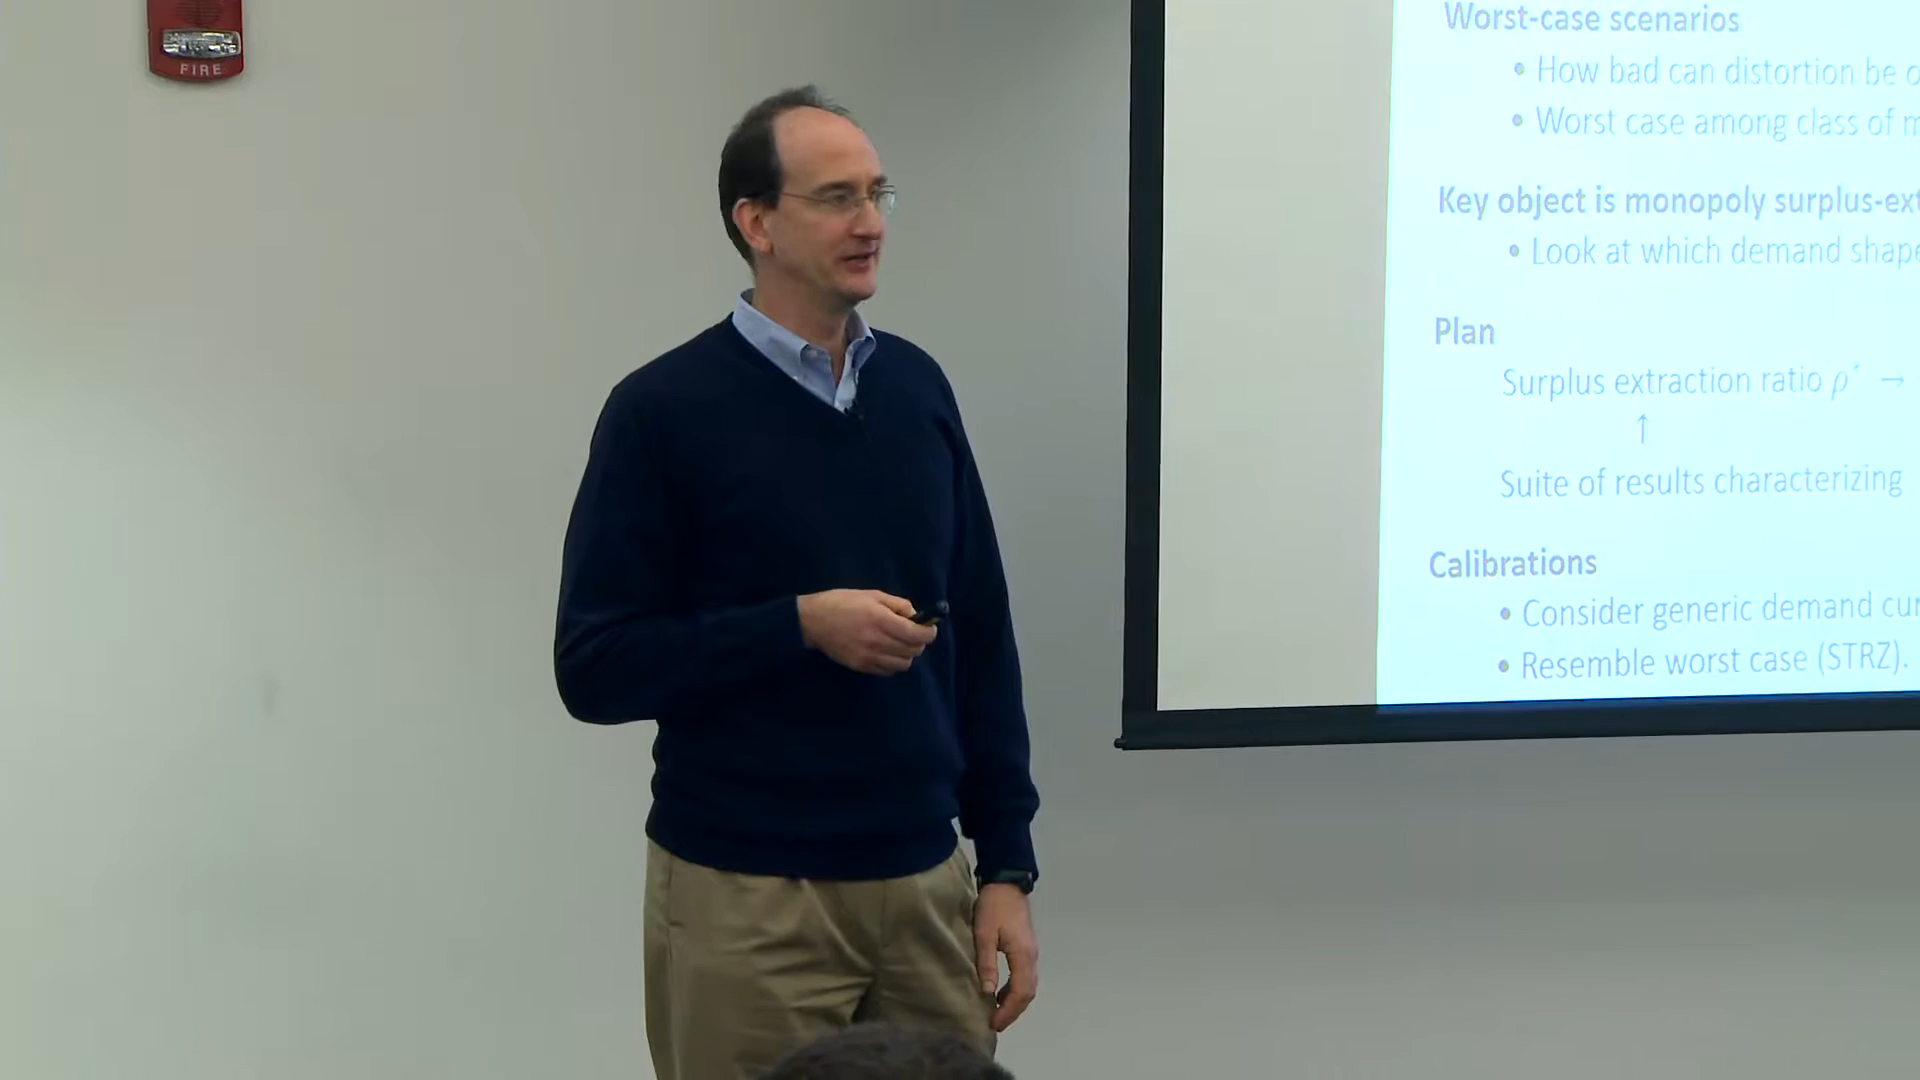 FIRE
Worst-case scenarios
• How bad can distortion be
• Worst case among class of
Key object is monopoly surplus-ext
• Look at which demand shape
Plan
Surplus extraction ratio ρ* →
↑
Suite of results characterizing
Calibrations
• Consider generic demand cur
• Resemble worst case (STRZ).